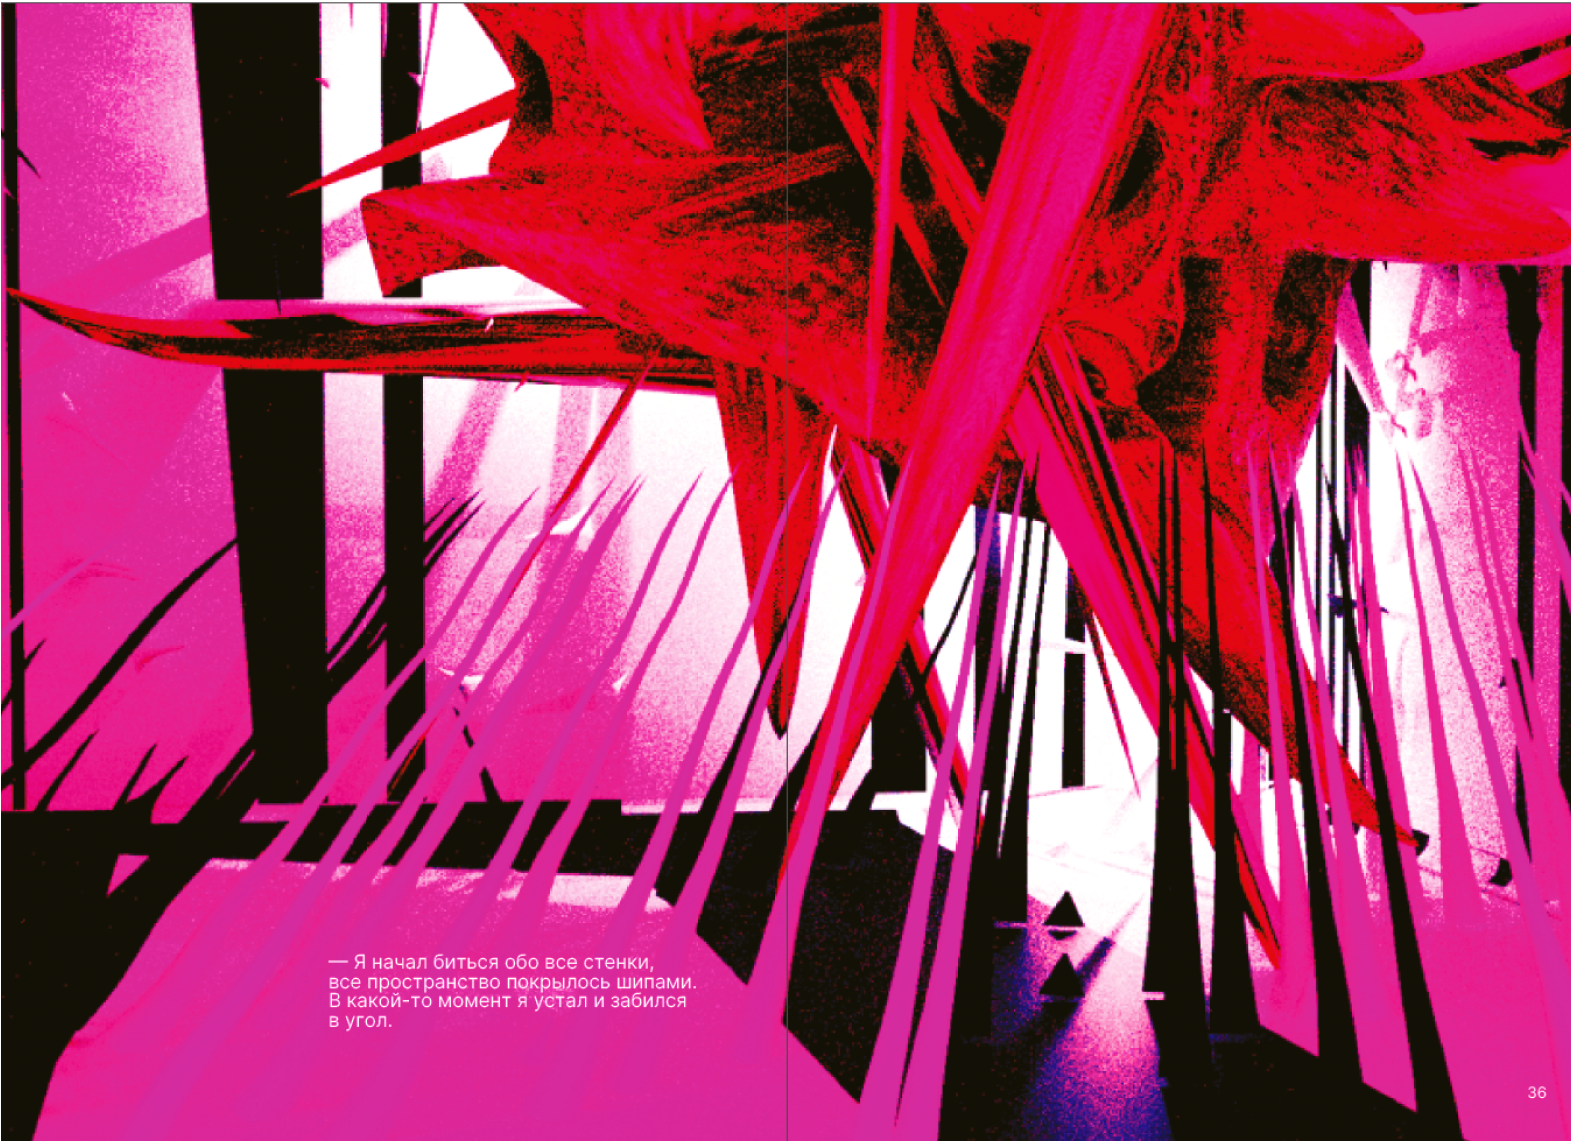 — Я начал биться обо все стенки,
все пространство покрылось шипами.
В какой-то момент я устал и забился
в угол.
36